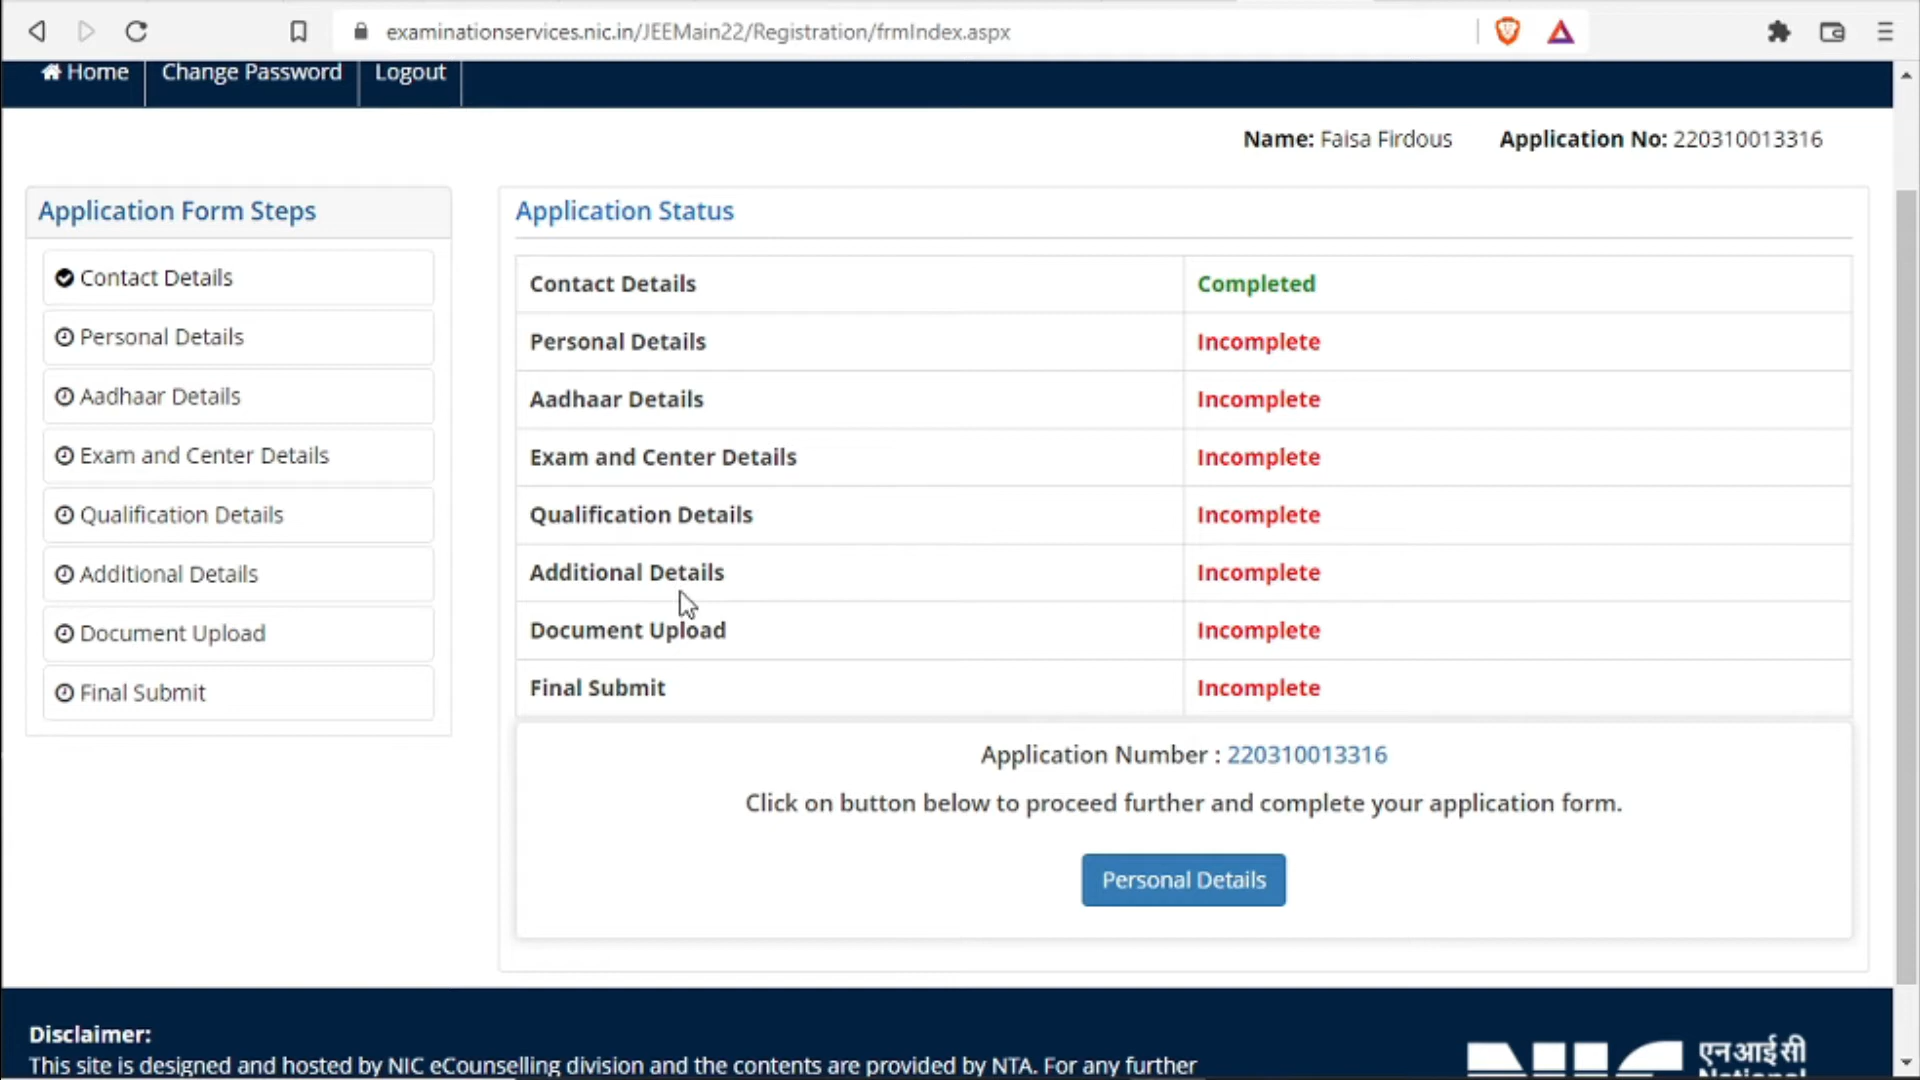 examinationservices.nic.in/JEEMain22/Registration/frmIndex.aspx
Home Change Password Logout
Name: Faisa Firdous Application No: 220310013316
Application Form Steps
Contact Details
Personal Details
Aadhaar Details
Exam and Center Details
Qualification Details
Additional Details
Document Upload
Final Submit
Application Status
Contact Details Completed
Personal Details Incomplete
Aadhaar Details Incomplete
Exam and Center Details Incomplete
Qualification Details Incomplete
Additional Details Incomplete
Document Upload Incomplete
Final Submit Incomplete
Application Number : 220310013316
Click on button below to proceed further and complete your application form.
Personal Details
Disclaimer:
This site is designed and hosted by NIC eCounselling division and the contents are provided by NTA. For any further
NIC एनआईसी
National